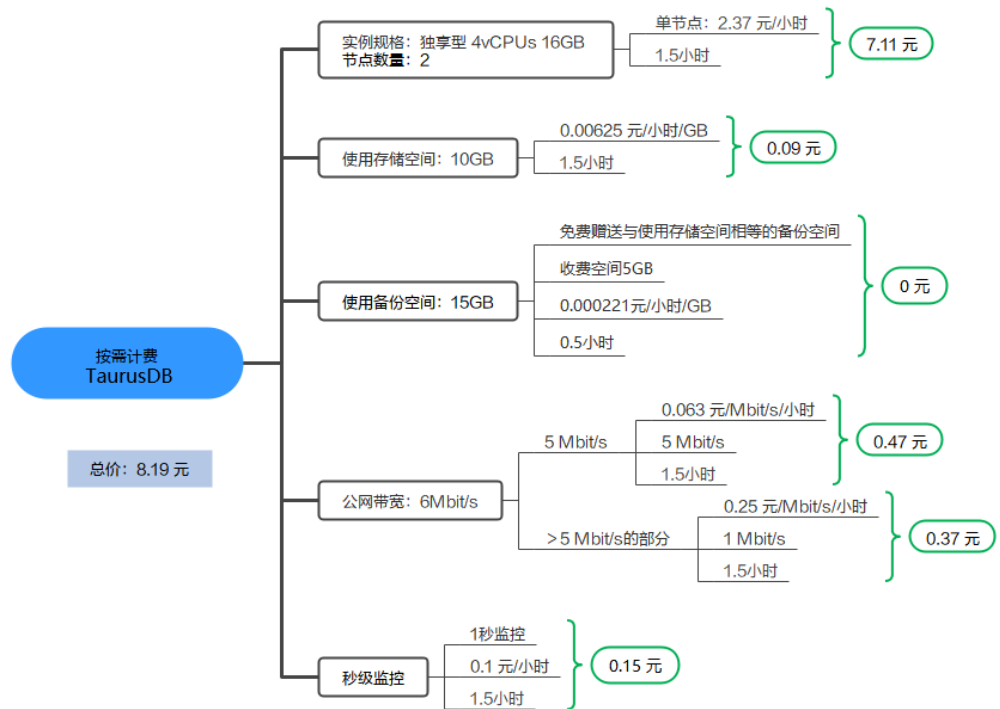 按需计费
TaurusDB
总价：8.19 元
实例规格：独享型 4vCPUs 16GB
节点数量：2
单节点：2.37 元/小时
1.5小时
7.11 元
使用存储空间：10GB
0.00625 元/小时/GB
1.5小时
0.09 元
使用备份空间：15GB
免费赠送与使用存储空间相等的备份空间
收费空间5GB
0.000221元/小时/GB
0.5小时
0 元
公网带宽：6Mbit/s
5 Mbit/s
0.063 元/Mbit/s/小时
5 Mbit/s
1.5小时
0.47 元
>5 Mbit/s的部分
0.25 元/Mbit/s/小时
1 Mbit/s
1.5小时
0.37 元
秒级监控
1秒监控
0.1 元/小时
1.5小时
0.15 元